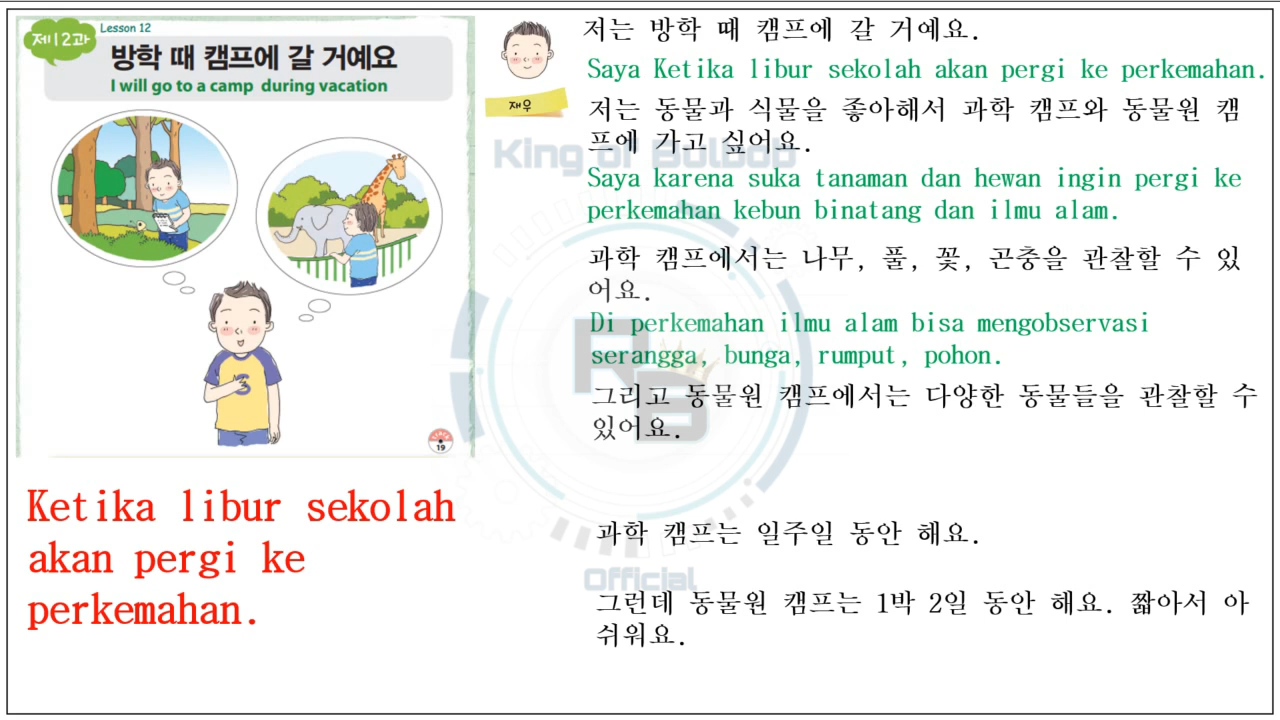 제12과
Lesson 12
방학 때 캠프에 갈 거예요
I will go to a camp during vacation
19
Ketika libur sekolah
akan pergi ke
perkemahan.
재우
저는 방학 때 캠프에 갈 거예요.
Saya Ketika libur sekolah akan pergi ke perkemahan.
저는 동물과 식물을 좋아해서 과학 캠프와 동물원 캠
프에 가고 싶어요.
Saya karena suka tanaman dan hewan ingin pergi ke
perkemahan kebun binatang dan ilmu alam.
과학 캠프에서는 나무, 풀, 꽃, 곤충을 관찰할 수 있
어요.
Di perkemahan ilmu alam bisa mengobservasi
serangga, bunga, rumput, pohon.
그리고 동물원 캠프에서는 다양한 동물들을 관찰할 수
있어요.
과학 캠프는 일주일 동안 해요.
그런데 동물원 캠프는 1박 2일 동안 해요. 짧아서 아
쉬워요.
King of Bolbob
RB
Official